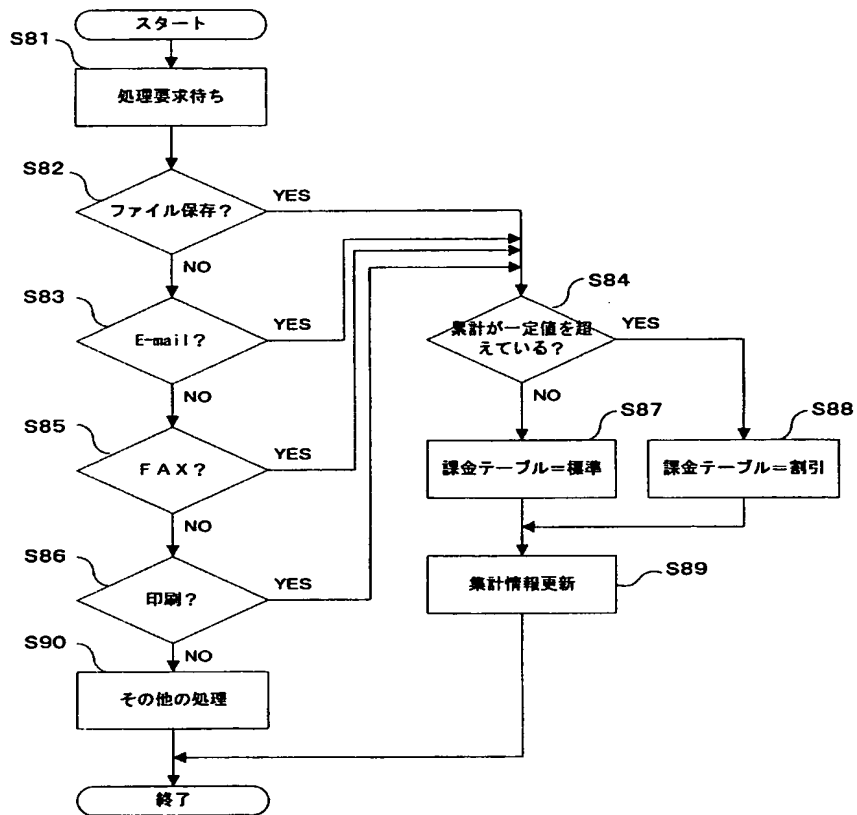 スタート
S81
処理要求待ち
S82
ファイル保存？
YES
NO
S83
E-mail？
YES
NO
S84
累計が一定値を超
えている？
YES
NO
S85
ＦＡＸ？
YES
NO
S87
課金テーブル＝標準
S88
課金テーブル＝割引
S86
印刷？
YES
NO
S89
集計情報更新
S90
その他の処理
終了